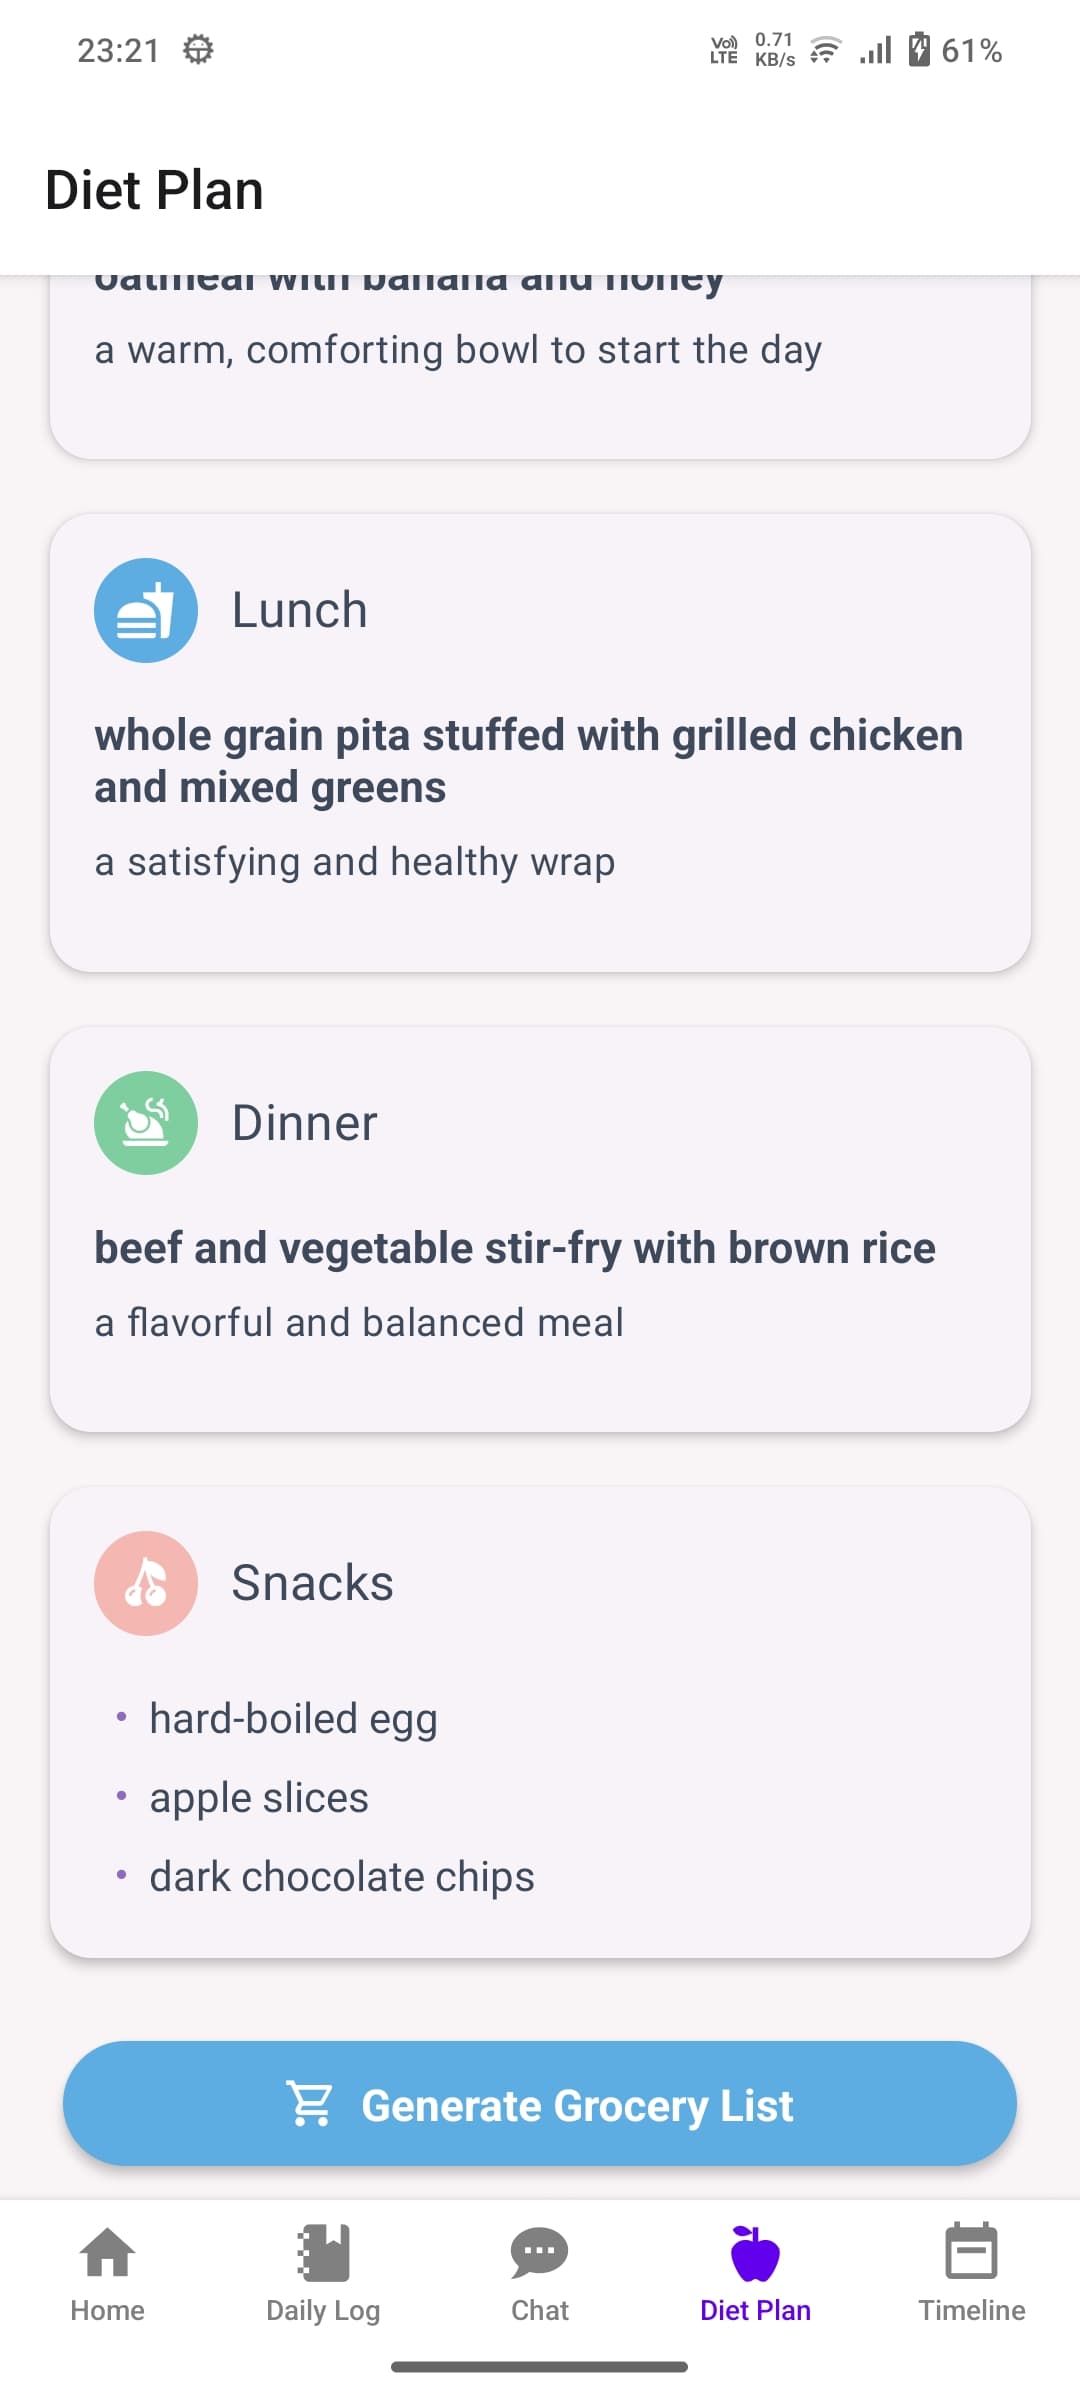 23:21
Vo)) LTE 0.71 KB/s 61%
Diet Plan
oatmeal with banana and honey
a warm, comforting bowl to start the day
Lunch
whole grain pita stuffed with grilled chicken
and mixed greens
a satisfying and healthy wrap
Dinner
beef and vegetable stir-fry with brown rice
a flavorful and balanced meal
Snacks
• hard-boiled egg
• apple slices
• dark chocolate chips
Generate Grocery List
Home Daily Log Chat Diet Plan Timeline